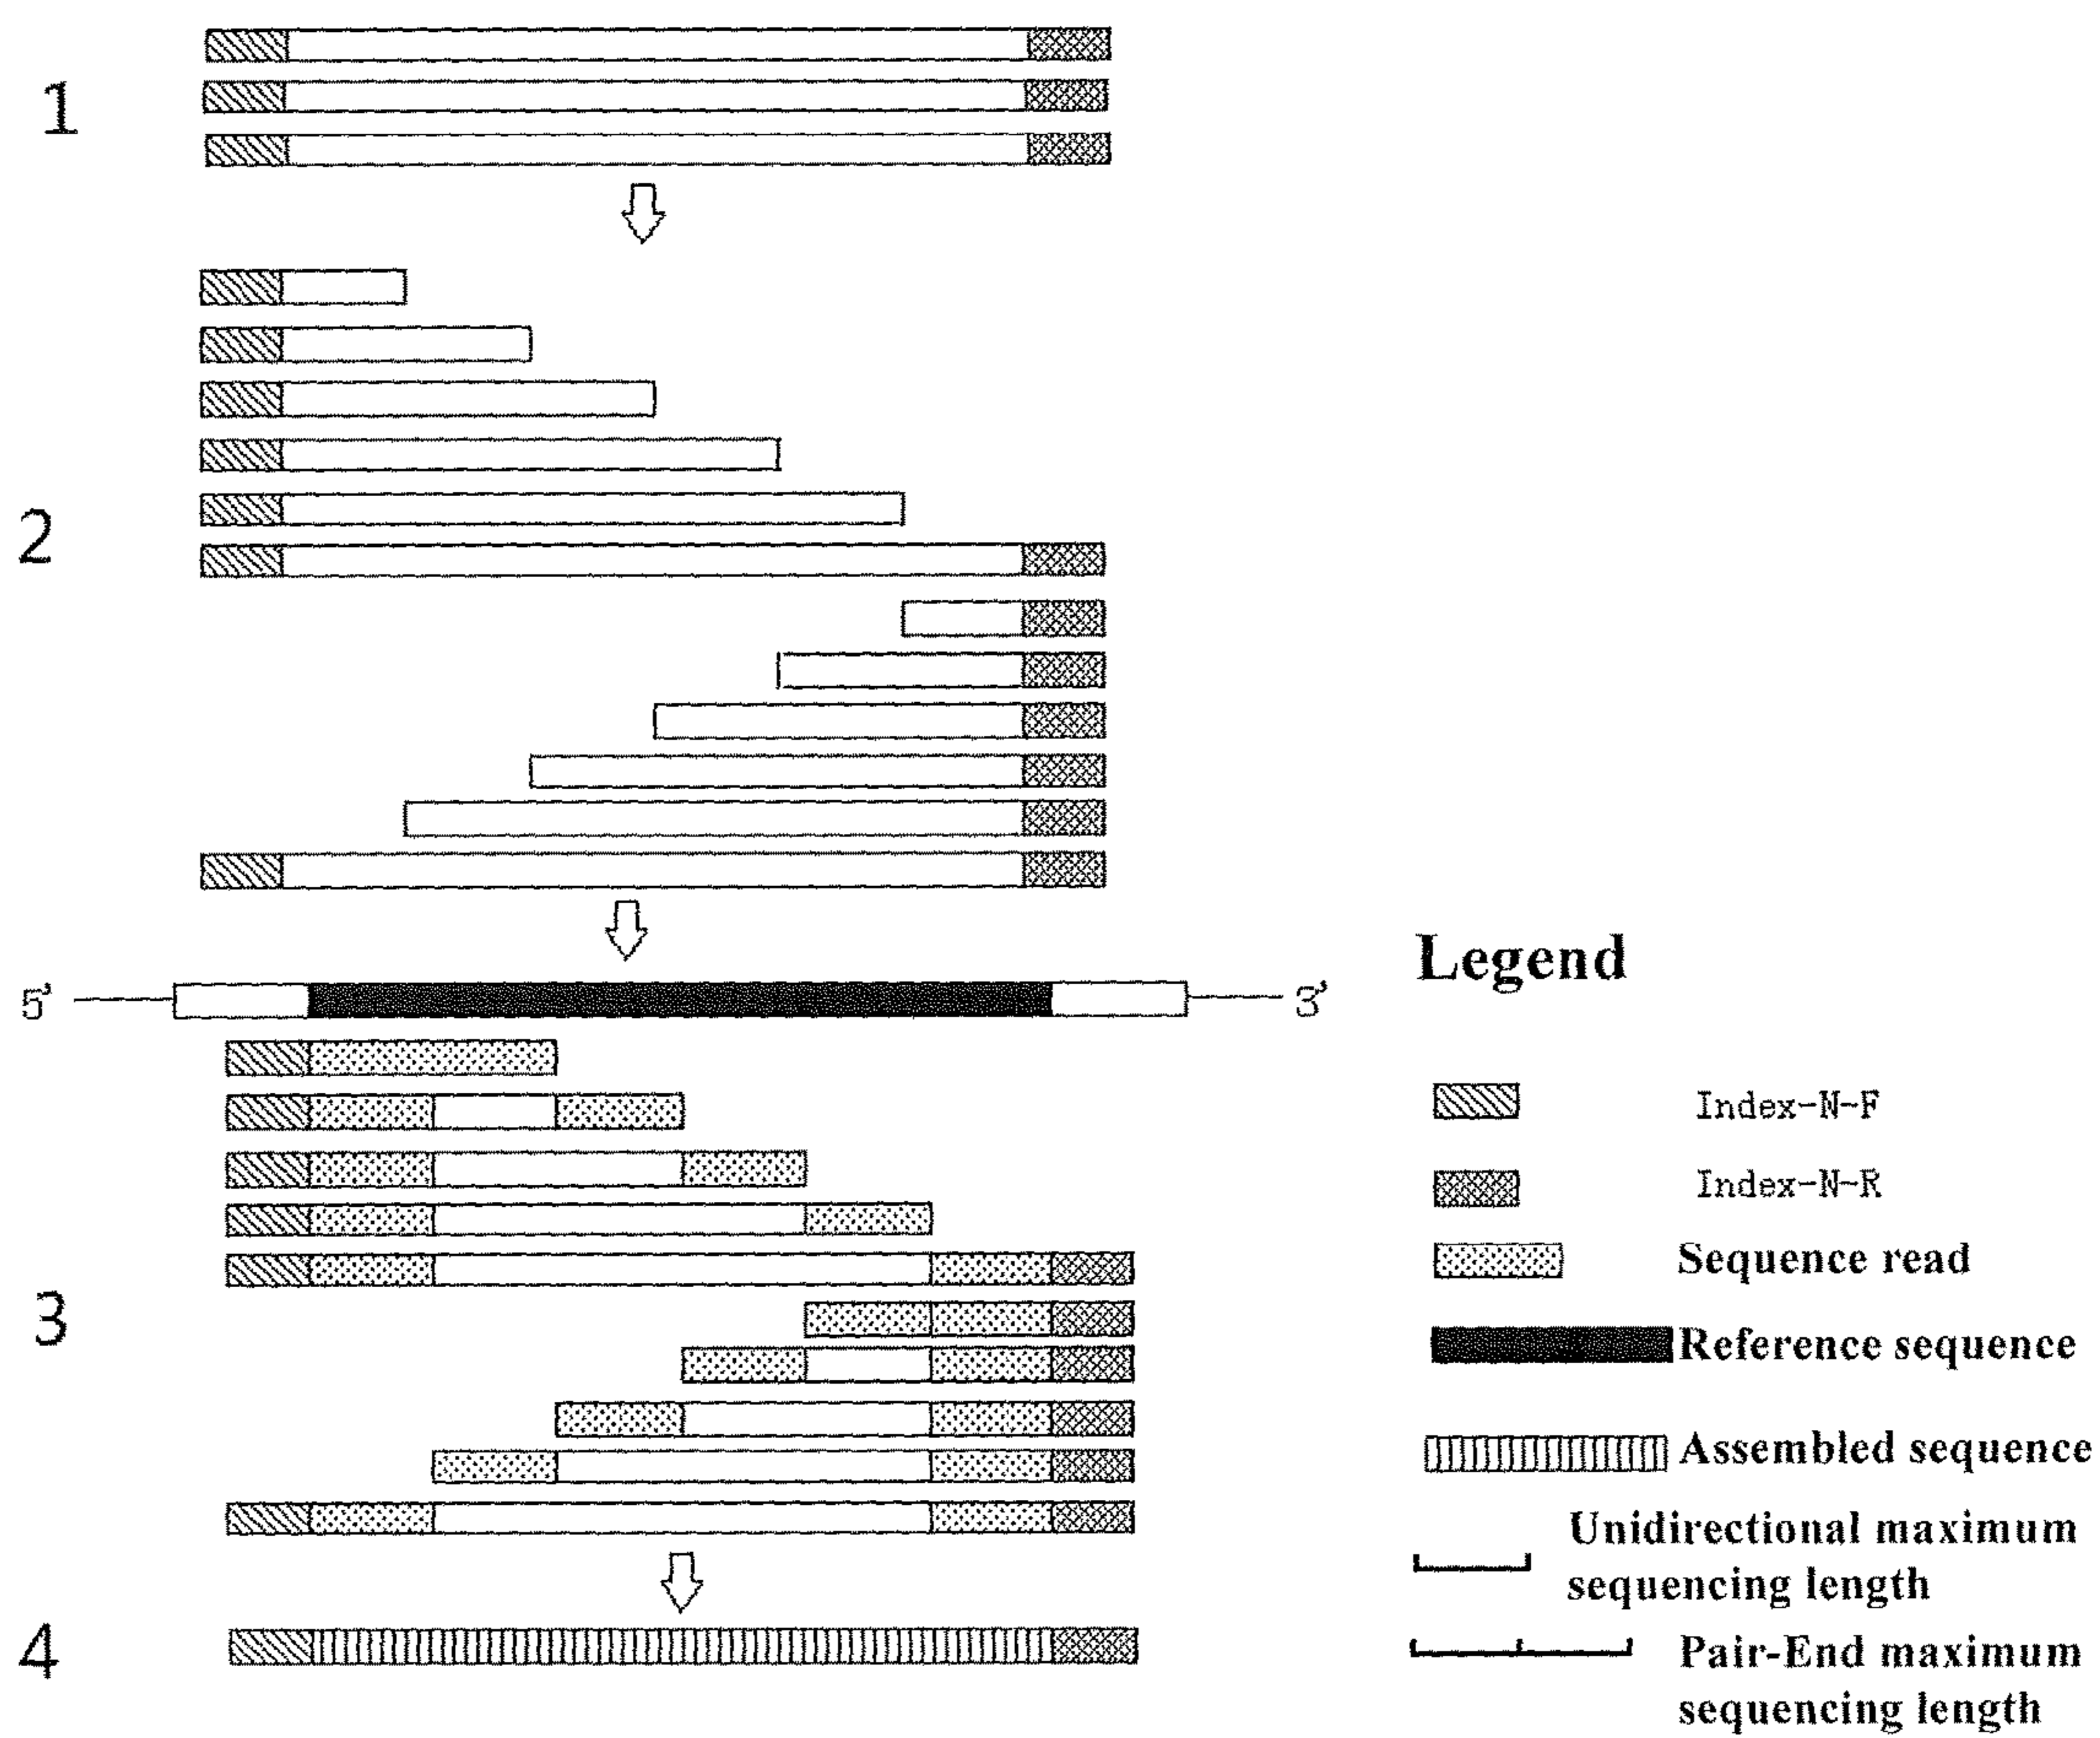 1
2
5’
3’
3
4
Legend
Index-N-F
Index-N-R
Sequence read
Reference sequence
Assembled sequence
Unidirectional maximum
sequencing length
Pair-End maximum
sequencing length